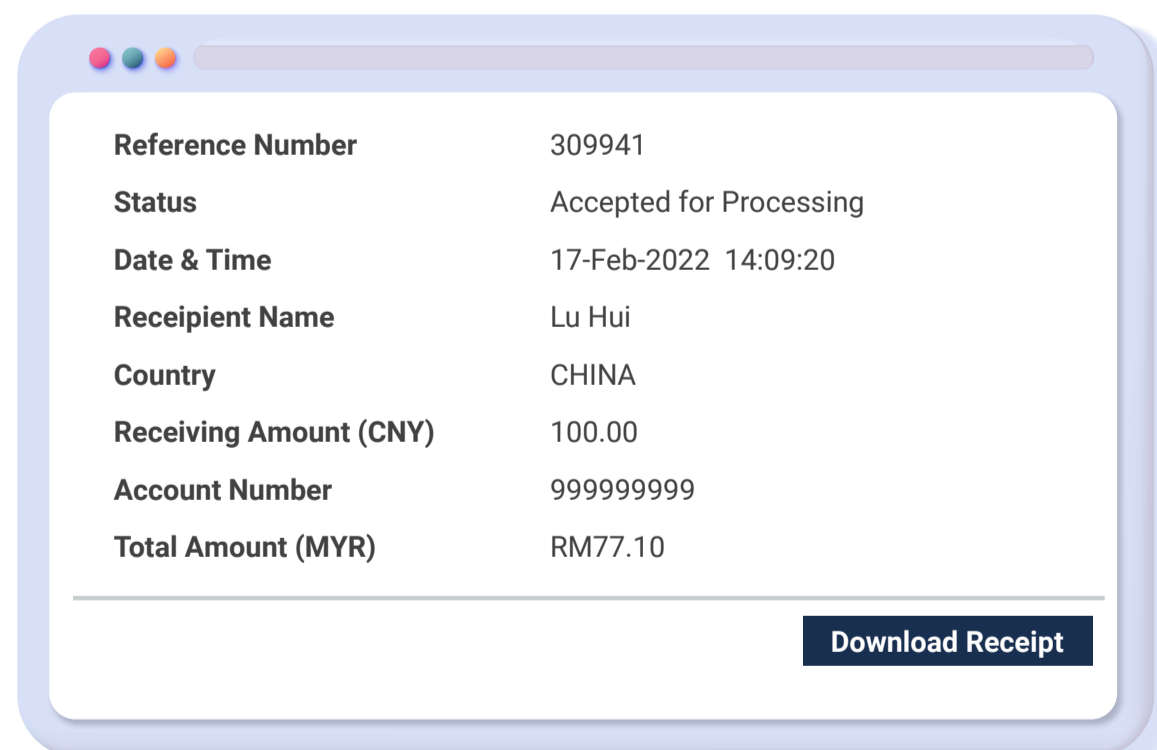 Reference Number 309941
Status Accepted for Processing
Date & Time 17-Feb-2022 14:09:20
Receipient Name Lu Hui
Country CHINA
Receiving Amount (CNY) 100.00
Account Number 999999999
Total Amount (MYR) RM77.10
Download Receipt